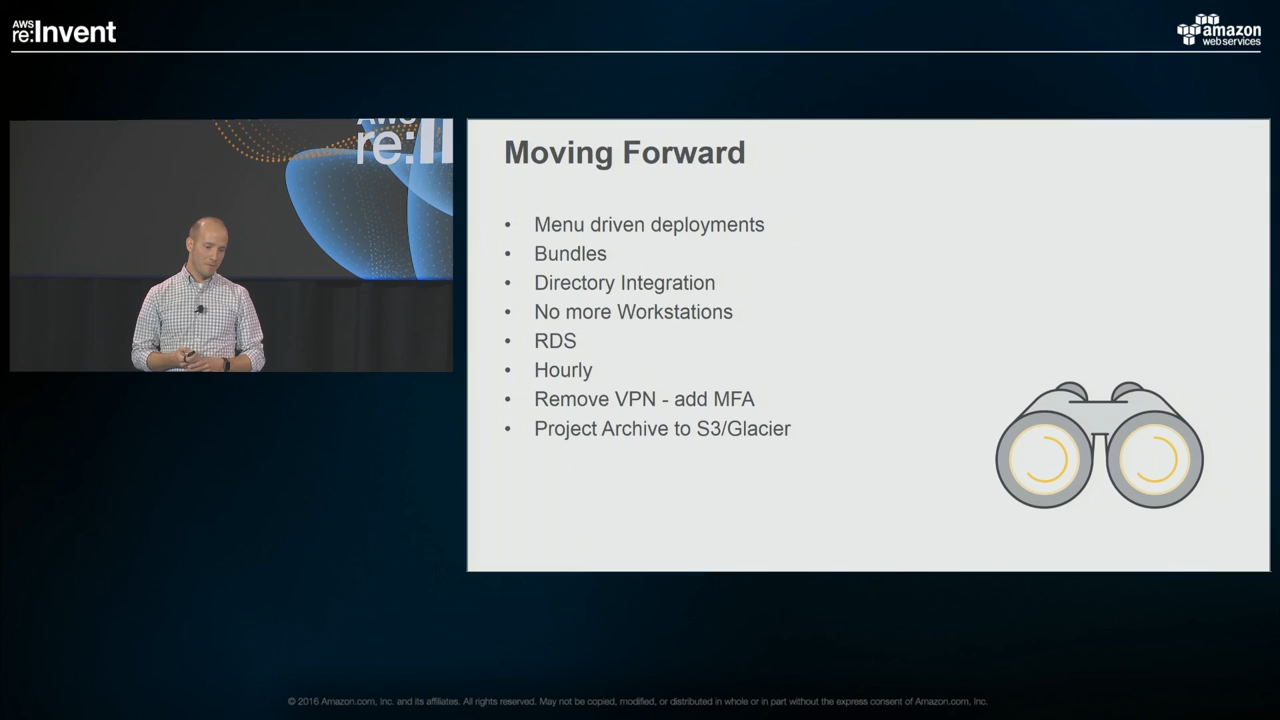 AWS
re:Invent
amazon
web services
AWS
re:I
Moving Forward
• Menu driven deployments
• Bundles
• Directory Integration
• No more Workstations
• RDS
• Hourly
• Remove VPN - add MFA
• Project Archive to S3/Glacier
© 2016 Amazon.com, Inc. and its affiliates. All rights reserved. May not be copied, modified, or distributed in whole or in part without the express consent of Amazon.com, Inc.